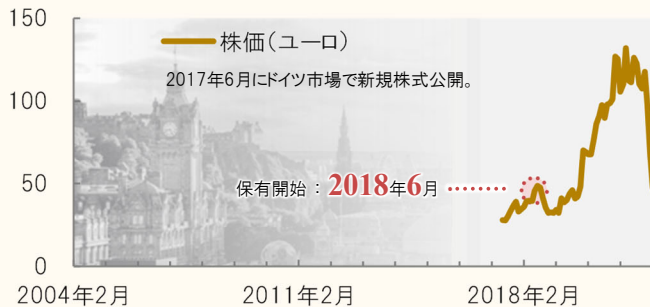 150
株価(ユーロ)
2017年6月にドイツ市場で新規株式公開。
100
保有開始 : 2018年6月
50
0
2004年2月 2011年2月 2018年2月